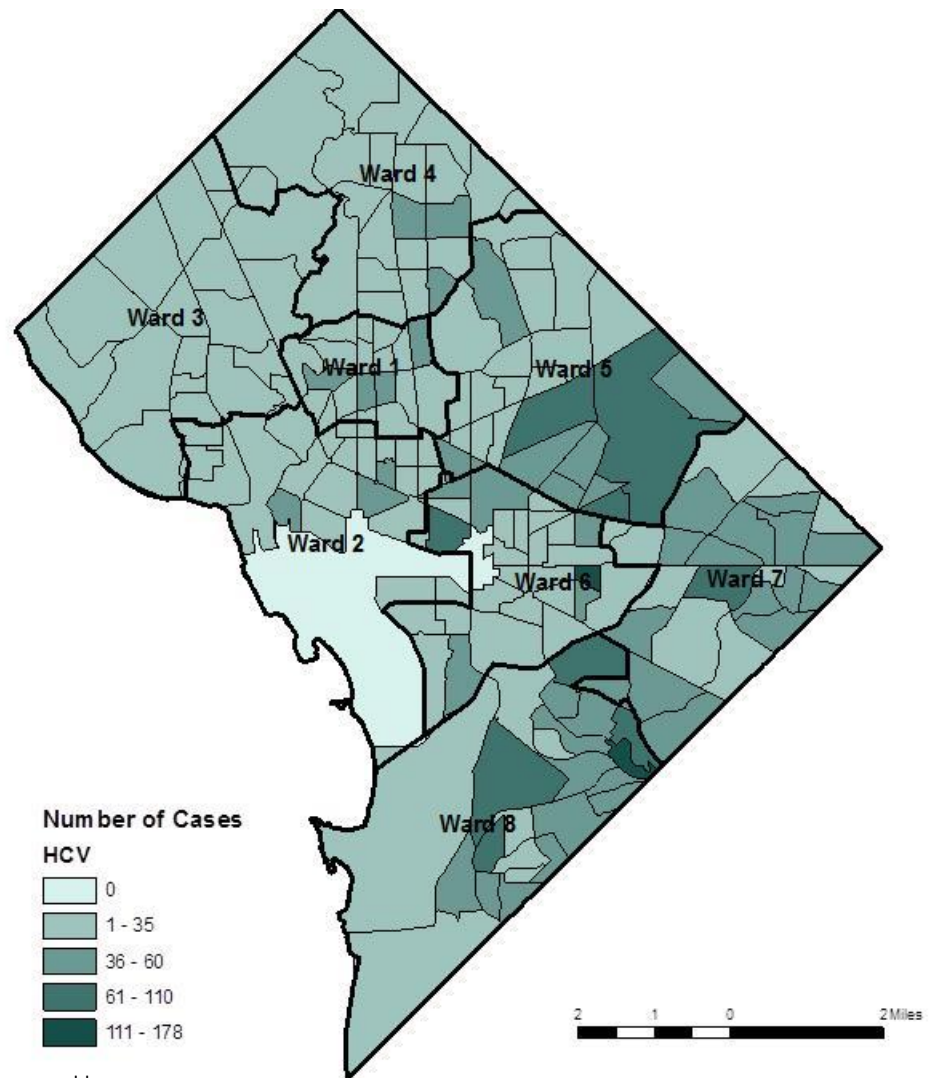 Ward 4
Ward 3
Ward 1
Ward 5
Ward 2
Ward 6
Ward 7
Ward 8
Number of Cases
HCV
0
1 - 35
36 - 60
61 - 110
111 - 178
2 1 0 2 Miles